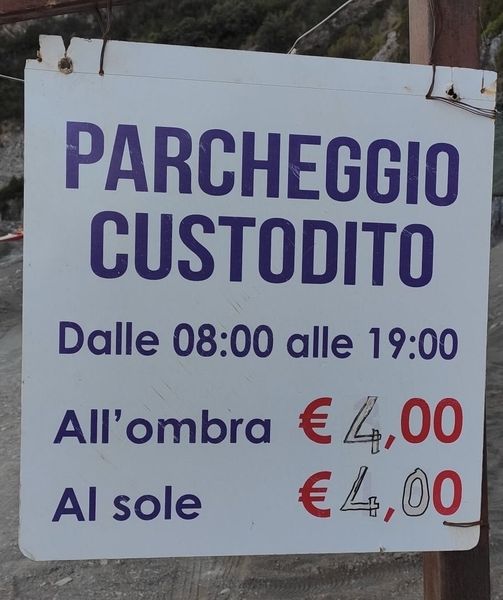 PARCHEGGIO
CUSTODITO
Dalle 08:00 alle 19:00
All'ombra € 4,00
Al sole € 4,00